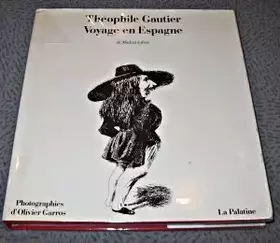 Théophile Gautier
Voyage en Espagne
Photographies
d'Olivier Garros
La Palatine